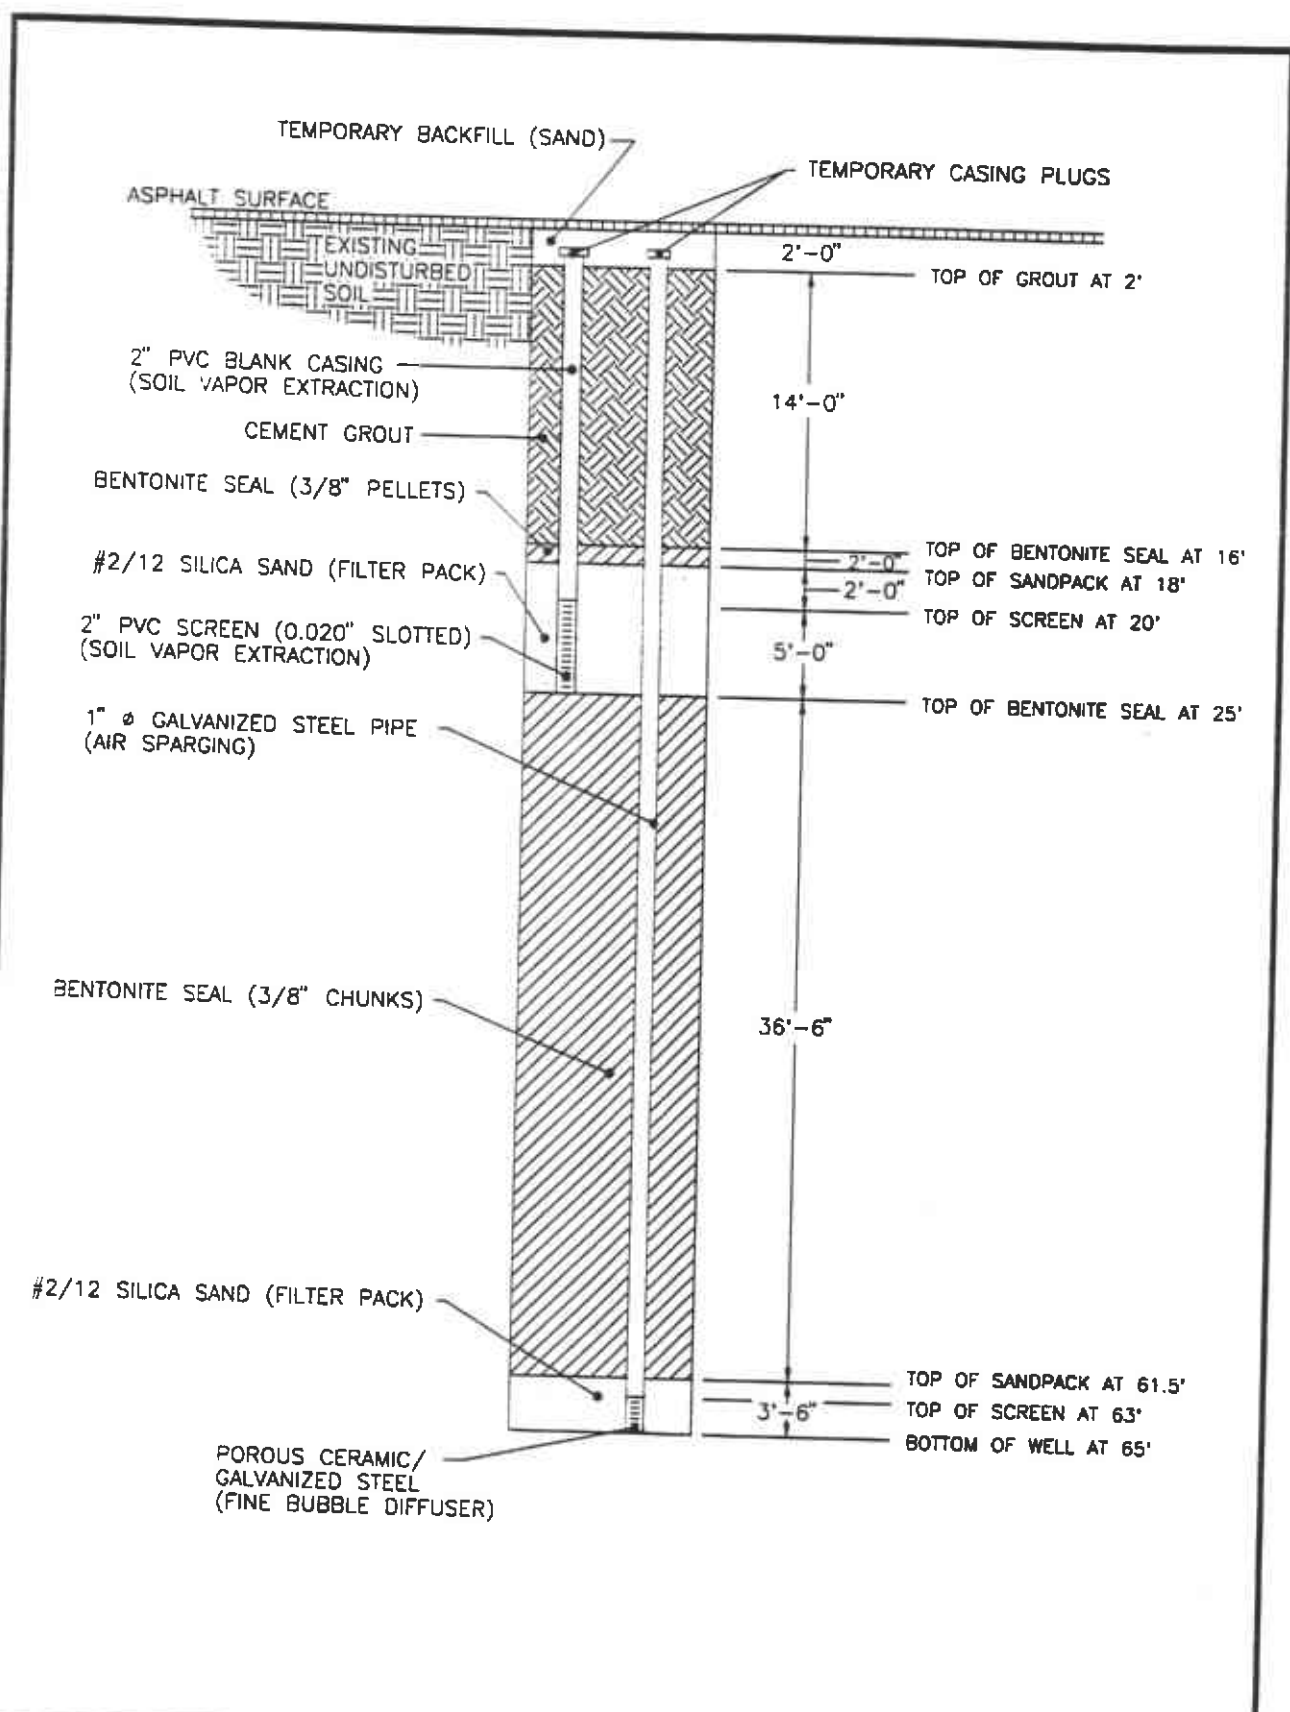 TEMPORARY BACKFILL (SAND)
TEMPORARY CASING PLUGS
ASPHALT SURFACE
EXISTING
UNDISTURBED
SOIL
2'-0"
TOP OF GROUT AT 2'
2" PVC BLANK CASING
(SOIL VAPOR EXTRACTION)
14'-0"
CEMENT GROUT
BENTONITE SEAL (3/8" PELLETS)
TOP OF BENTONITE SEAL AT 16'
2'-0"
#2/12 SILICA SAND (FILTER PACK)
TOP OF SANDPACK AT 18'
2'-0"
TOP OF SCREEN AT 20'
2" PVC SCREEN (0.020" SLOTTED)
(SOIL VAPOR EXTRACTION)
5'-0"
TOP OF BENTONITE SEAL AT 25'
1" ø GALVANIZED STEEL PIPE
(AIR SPARGING)
BENTONITE SEAL (3/8" CHUNKS)
36'-6"
#2/12 SILICA SAND (FILTER PACK)
TOP OF SANDPACK AT 61.5'
3'-6"
TOP OF SCREEN AT 63'
BOTTOM OF WELL AT 65'
POROUS CERAMIC/
GALVANIZED STEEL
(FINE BUBBLE DIFFUSER)